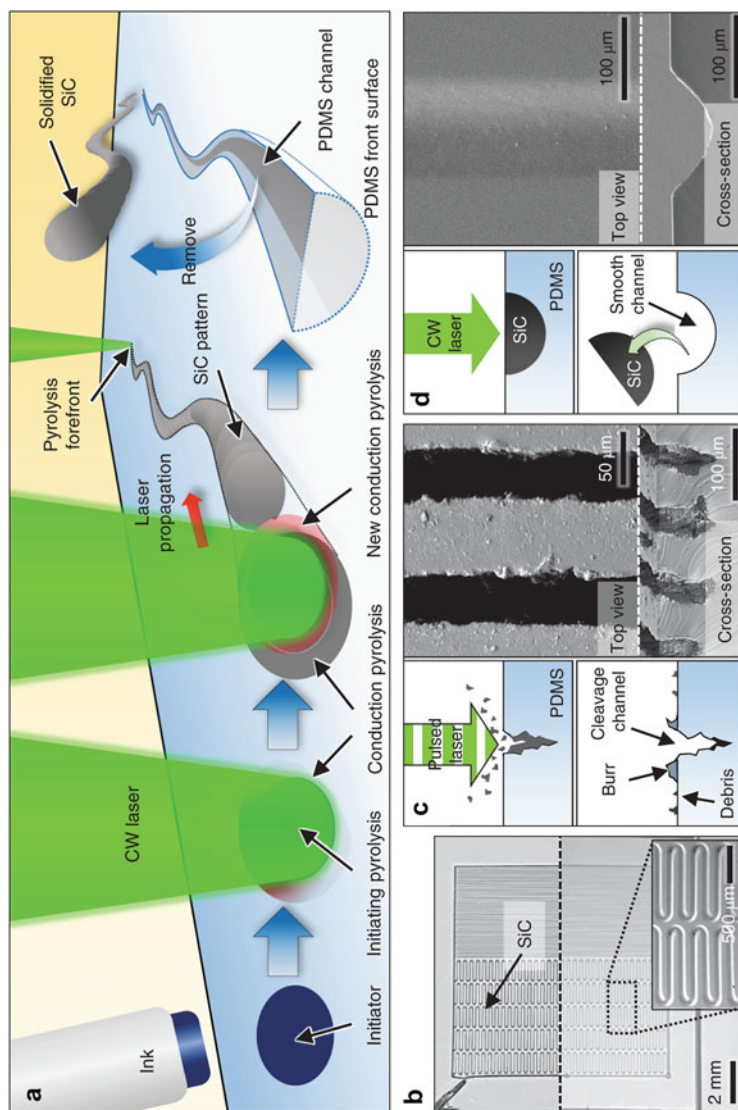 a
Ink
CW laser
Pyrolysis
forefront
Solidified
SiC
Laser
propagation
SiC pattern
Remove
PDMS channel
Initiator
Initiating pyrolysis
Conduction pyrolysis
New conduction pyrolysis
PDMS front surface
b
SiC
2 mm
500 μm
c
Pulsed
laser
PDMS
Burr
Cleavage
channel
Debris
Top view
50 μm
Cross-section
100 μm
d
CW
laser
SiC
PDMS
SiC
Smooth
channel
Top view
100 μm
Cross-section
100 μm